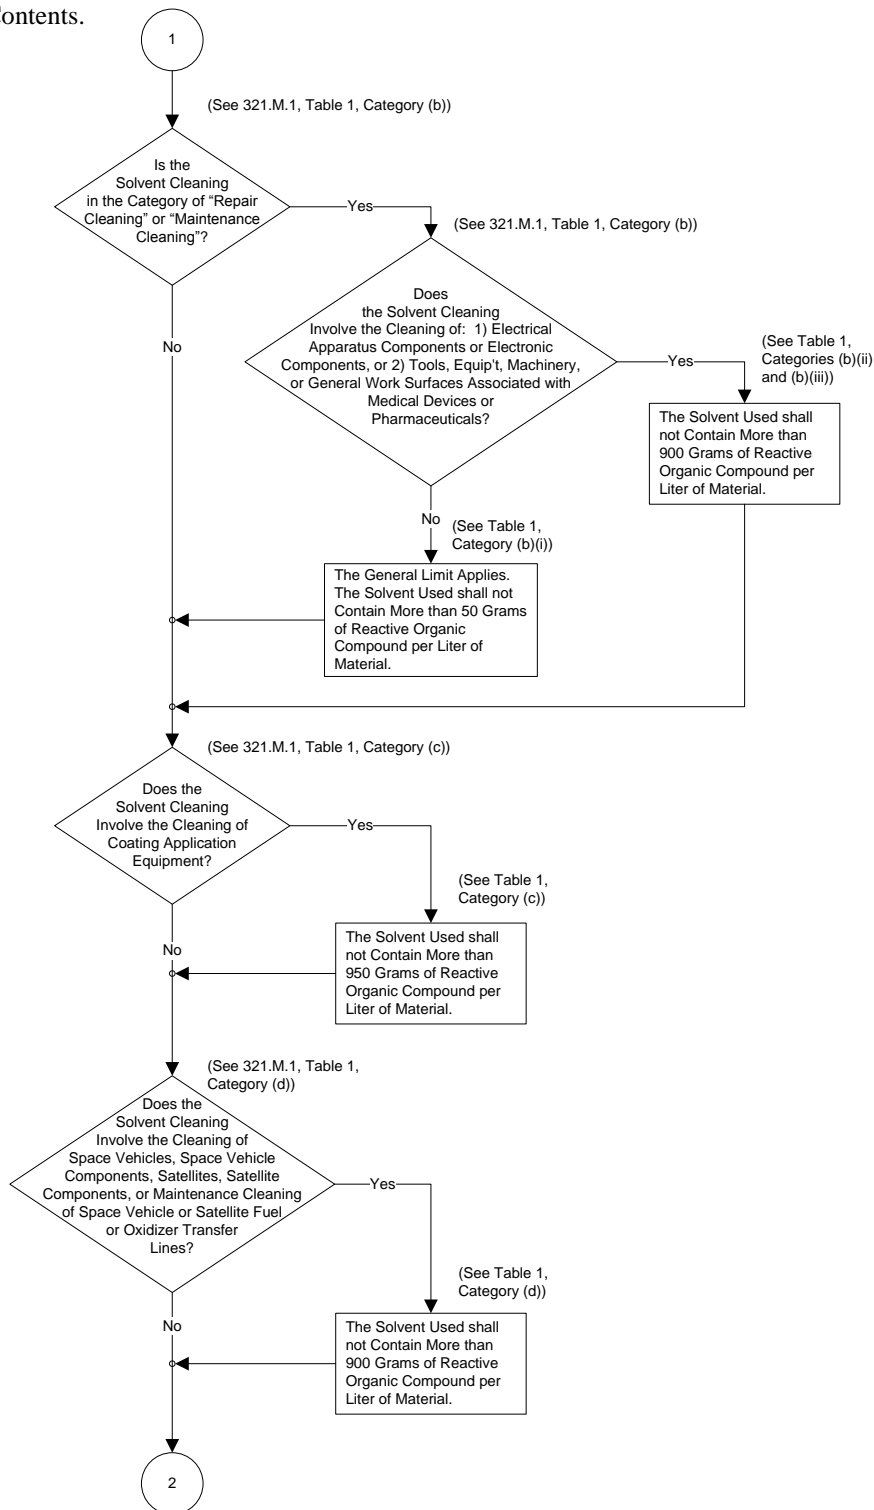 Contents.
1
(See 321.M.1, Table 1, Category (b))
Is the
Solvent Cleaning
in the Category of “Repair
Cleaning” or “Maintenance
Cleaning”?
Yes
(See 321.M.1, Table 1, Category (b))
Does
the Solvent Cleaning
Involve the Cleaning of:  1) Electrical
Apparatus Components or Electronic
Components, or 2) Tools, Equip't, Machinery,
or General Work Surfaces Associated with
Medical Devices or
Pharmaceuticals?
No
Yes
(See Table 1,
Categories (b)(ii)
and (b)(iii))
The Solvent Used shall
not Contain More than
900 Grams of Reactive
Organic Compound per
Liter of Material.
No
(See Table 1,
Category (b)(i))
The General Limit Applies.
The Solvent Used shall not
Contain More than 50 Grams
of Reactive Organic
Compound per Liter of
Material.
(See 321.M.1, Table 1, Category (c))
Does the
Solvent Cleaning
Involve the Cleaning of
Coating Application
Equipment?
Yes
(See Table 1,
Category (c))
The Solvent Used shall
not Contain More than
950 Grams of Reactive
Organic Compound per
Liter of Material.
No
(See 321.M.1, Table 1,
Category (d))
Does the
Solvent Cleaning
Involve the Cleaning of
Space Vehicles, Space Vehicle
Components, Satellites, Satellite
Components, or Maintenance Cleaning
of Space Vehicle or Satellite Fuel
or Oxidizer Transfer
Lines?
Yes
(See Table 1,
Category (d))
The Solvent Used shall
not Contain More than
900 Grams of Reactive
Organic Compound per
Liter of Material.
No
2